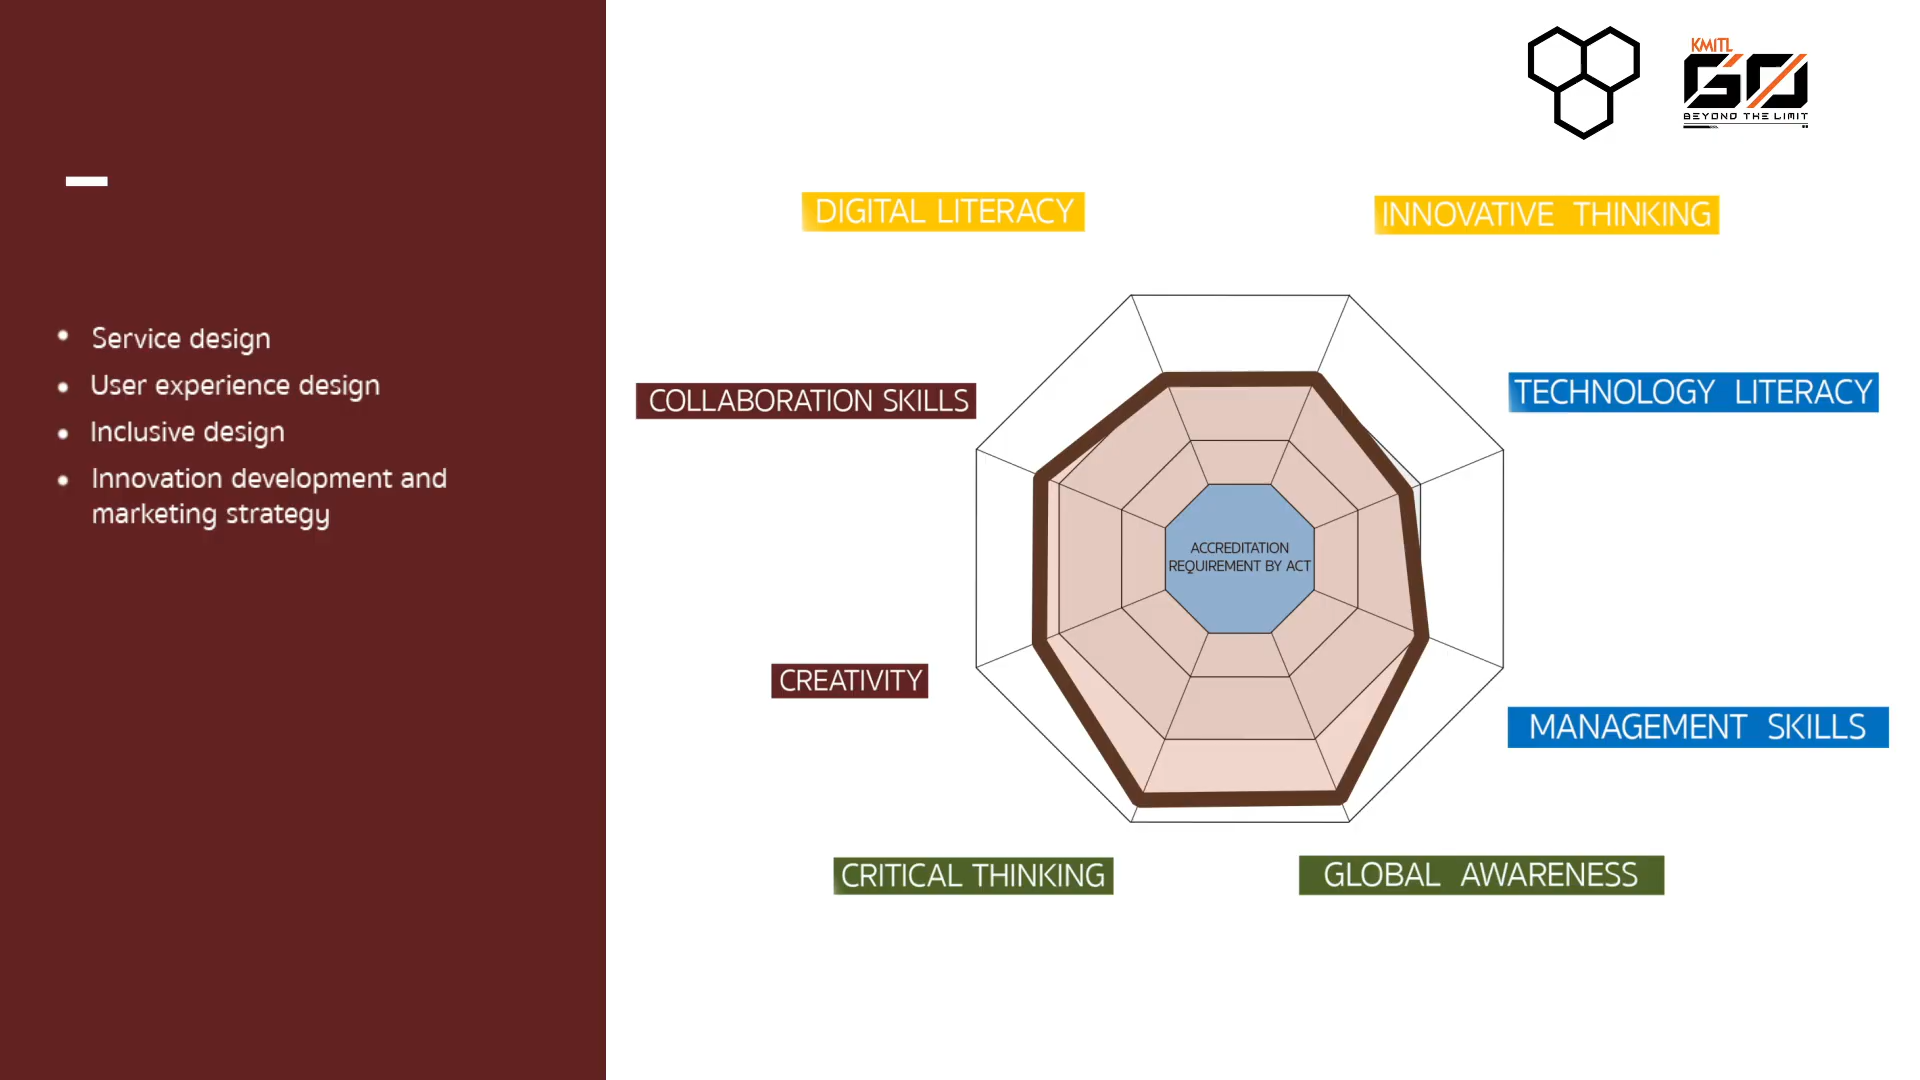 Service design
User experience design
Inclusive design
Innovation development and
marketing strategy
KMITL
GO
BEYOND THE LIMIT
DIGITAL LITERACY
INNOVATIVE THINKING
COLLABORATION SKILLS
TECHNOLOGY LITERACY
ACCREDITATION
REQUIREMENT BY ACT
CREATIVITY
MANAGEMENT SKILLS
CRITICAL THINKING
GLOBAL AWARENESS